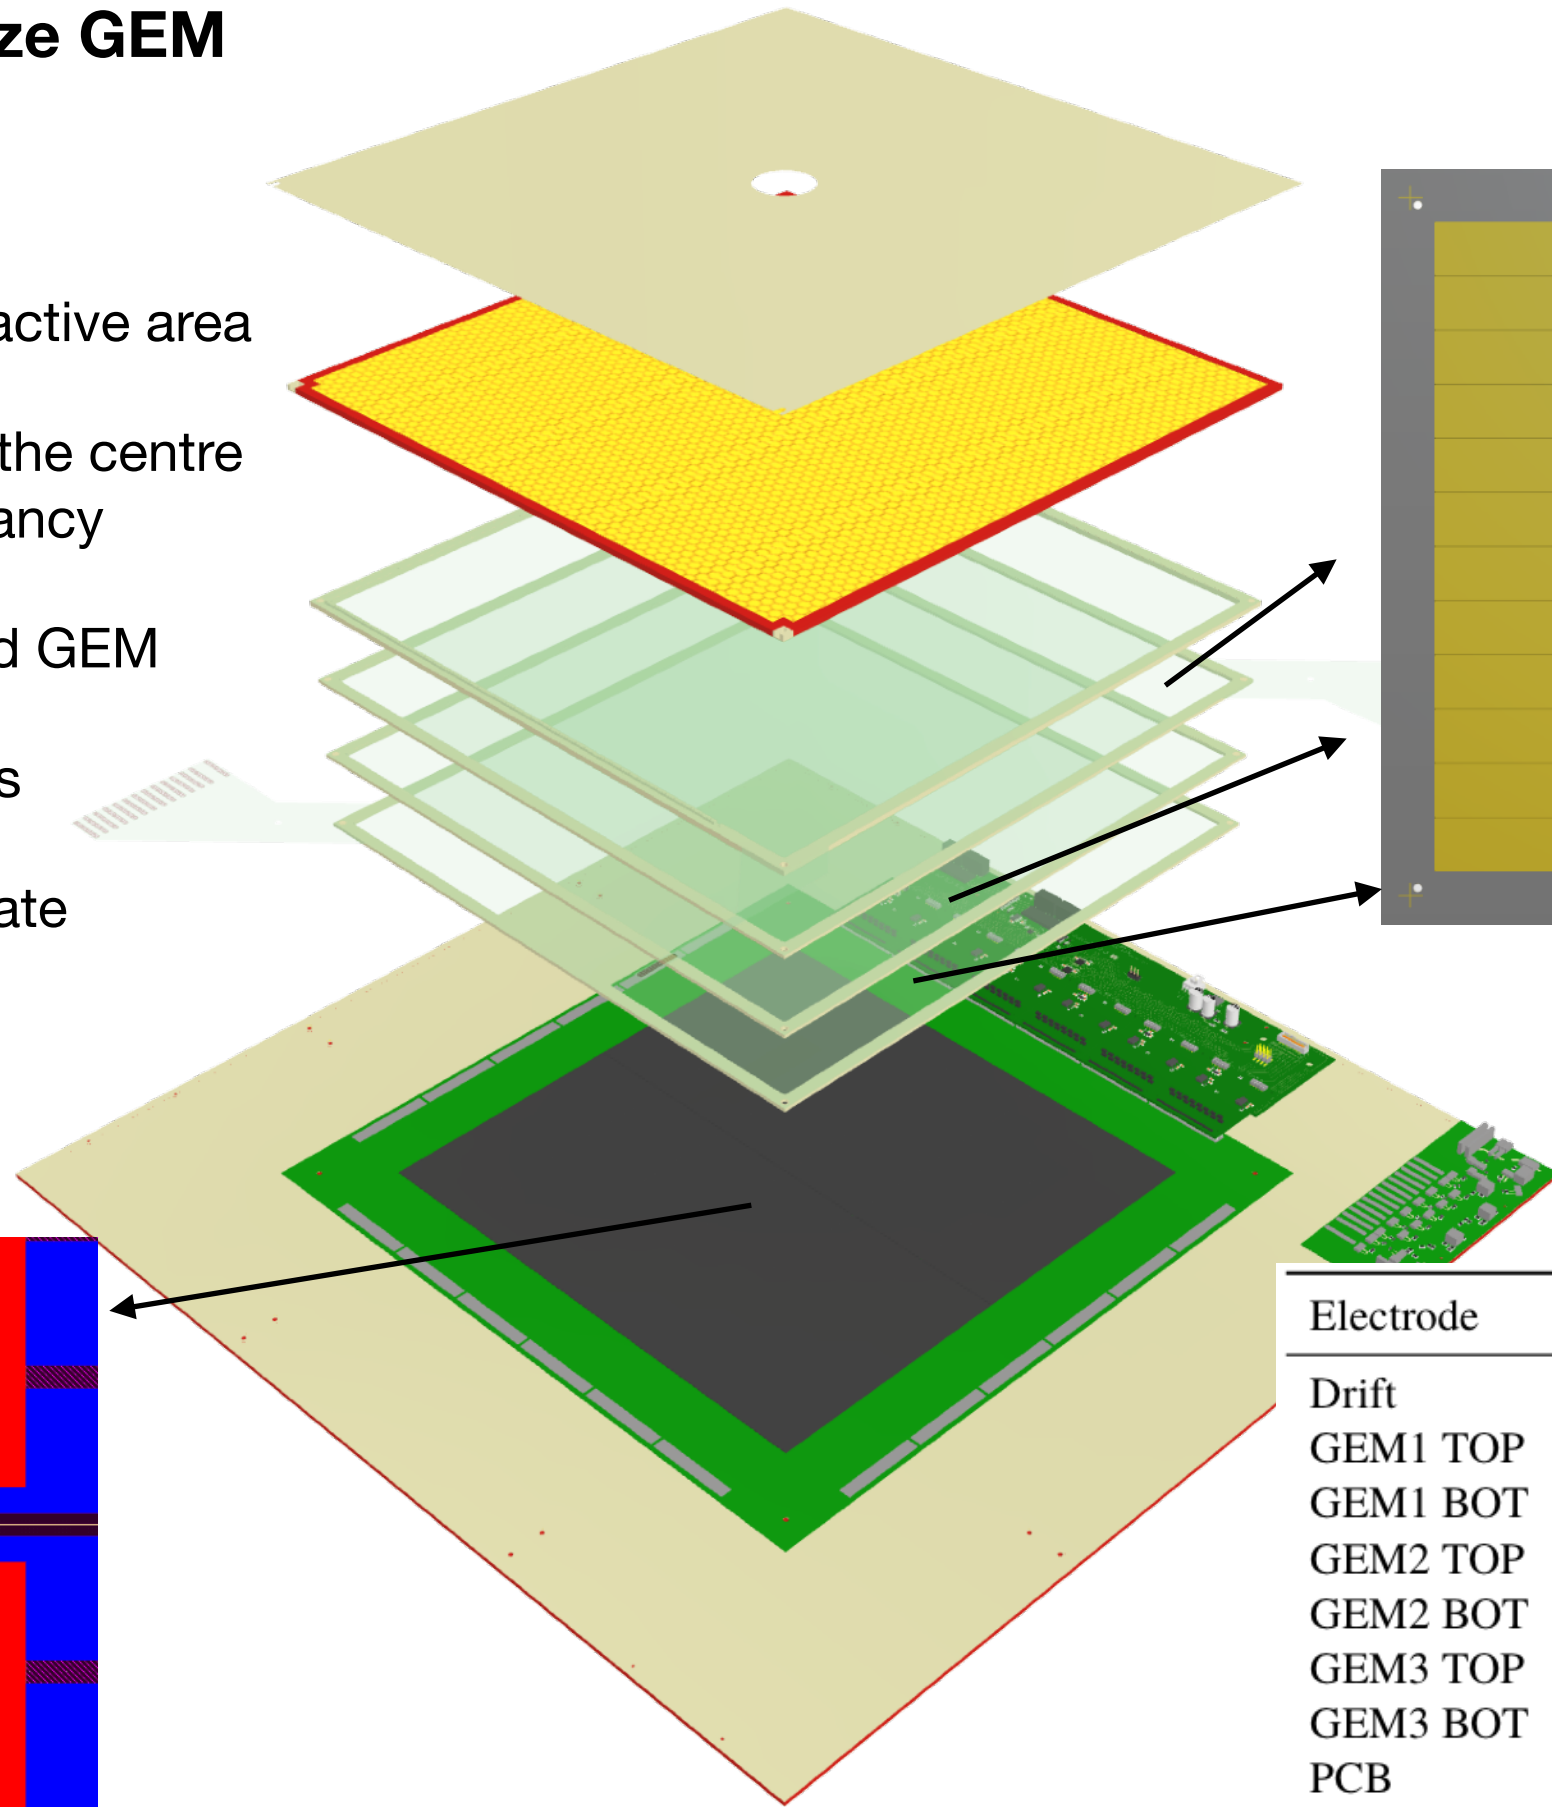 ze GEM
active area
the centre
ancy
d GEM
s
ate
Electrode
Drift
GEM1 TOP
GEM1 BOT
GEM2 TOP
GEM2 BOT
GEM3 TOP
GEM3 BOT
PCB